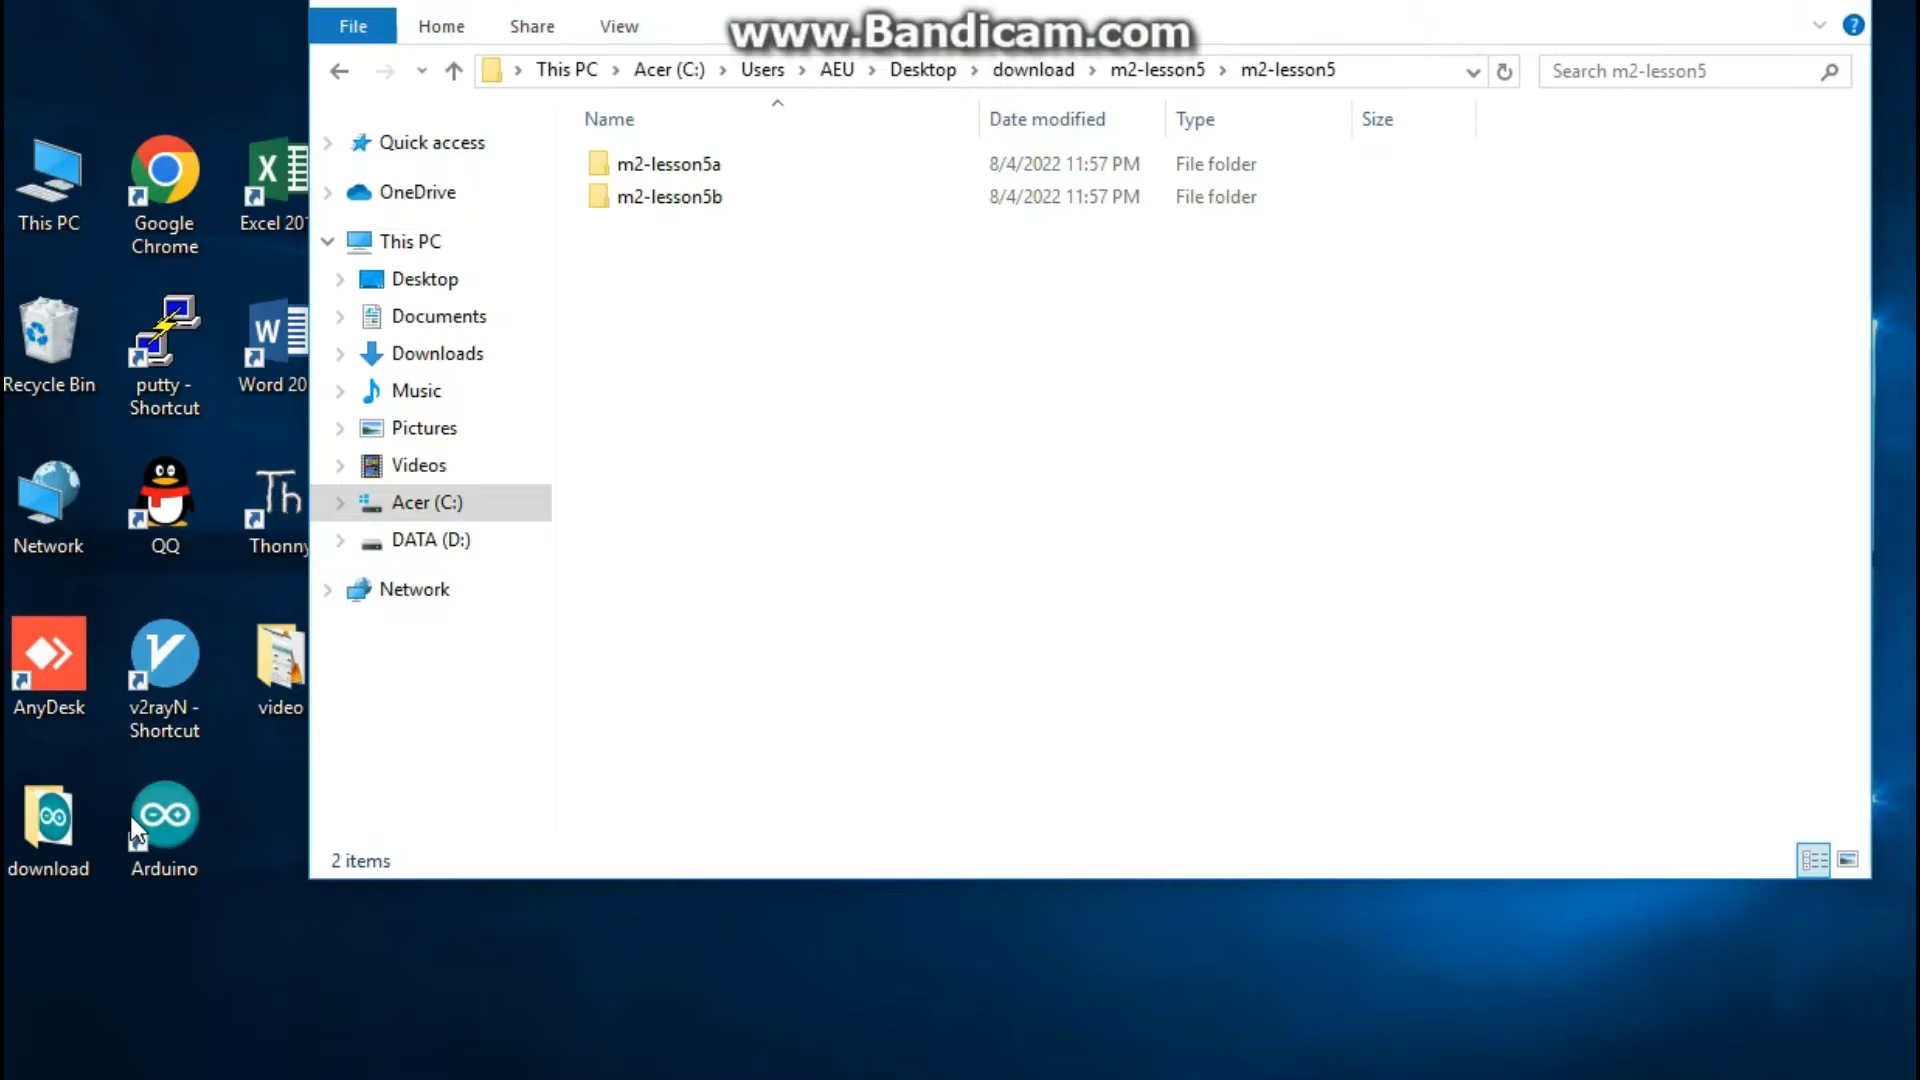 www.Bandicam.com
File Home Share View
This PC Acer (C:) Users AEU Desktop download m2-lesson5 m2-lesson5
Search m2-lesson5
Name Date modified Type Size
m2-lesson5a 8/4/2022 11:57 PM File folder
m2-lesson5b 8/4/2022 11:57 PM File folder
Quick access
OneDrive
This PC
Desktop
Documents
Downloads
Music
Pictures
Videos
Acer (C:)
DATA (D:)
Network
2 items
This PC
Google
Chrome
Excel 20
Recycle Bin
putty -
Shortcut
Word 20
Network
QQ
Thonny
AnyDesk
v2rayN -
Shortcut
video
download
Arduino